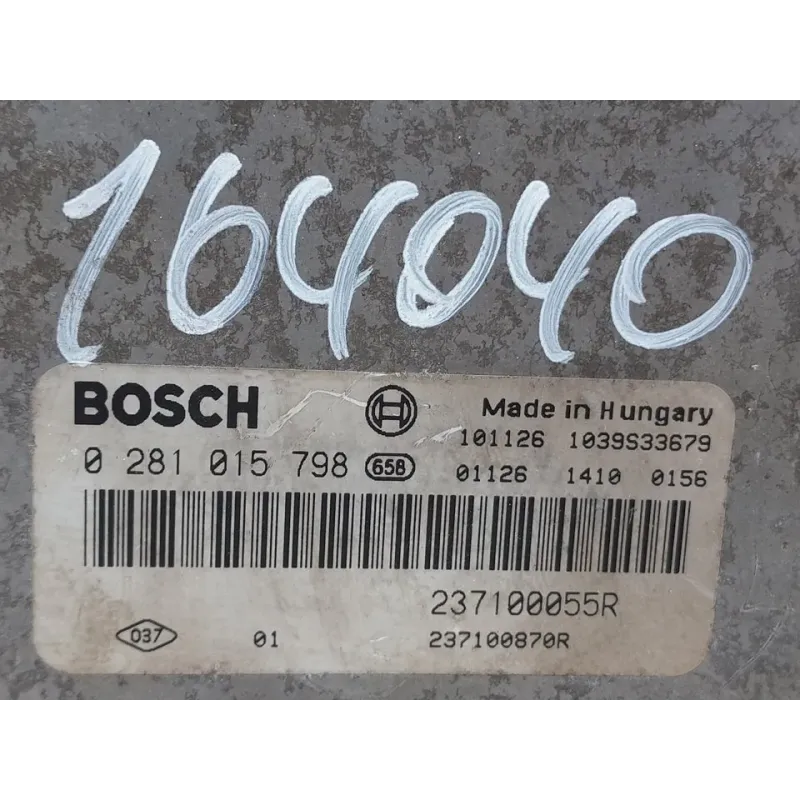 164040
BOSCH
Made in Hungary
101126 1039S33679
0 281 015 798 658
01126 1410 0156
237100055R
037 01 237100870R